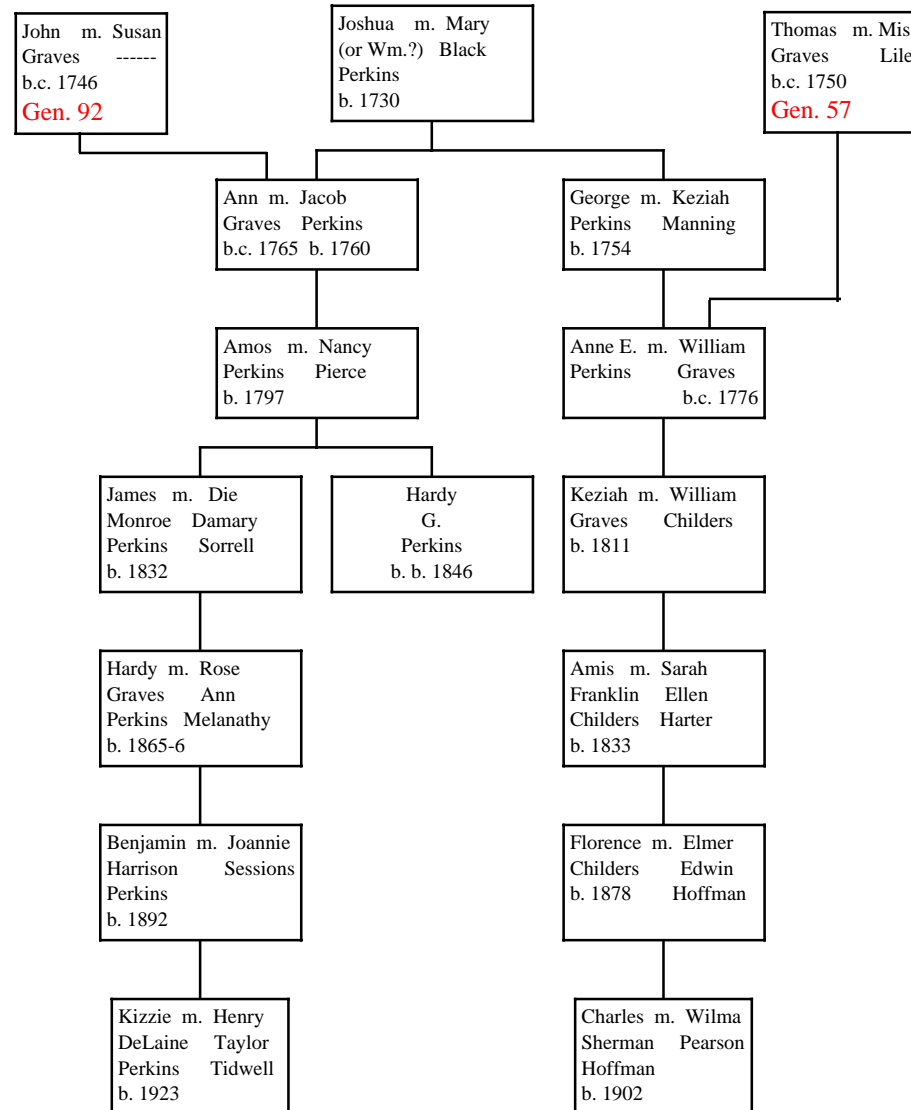 John m. Susan
Graves ------
b.c. 1746
Gen. 92
Joshua m. Mary
(or Wm.?) Black
Perkins
b. 1730
Thomas m. Mis
Graves Lile
b.c. 1750
Gen. 57
Ann m. Jacob
Graves Perkins
b.c. 1765 b. 1760
George m. Keziah
Perkins Manning
b. 1754
Amos m. Nancy
Perkins Pierce
b. 1797
Anne E. m. William
Perkins Graves
b.c. 1776
James m. Die
Monroe Damary
Perkins Sorrell
b. 1832
Hardy
G.
Perkins
b. b. 1846
Keziah m. William
Graves Childers
b. 1811
Hardy m. Rose
Graves Ann
Perkins Melanathy
b. 1865-6
Amis m. Sarah
Franklin Ellen
Childers Harter
b. 1833
Benjamin m. Joannie
Harrison Sessions
Perkins
b. 1892
Florence m. Elmer
Childers Edwin
b. 1878 Hoffman
Kizzie m. Henry
DeLaine Taylor
Perkins Tidwell
b. 1923
Charles m. Wilma
Sherman Pearson
Hoffman
b. 1902